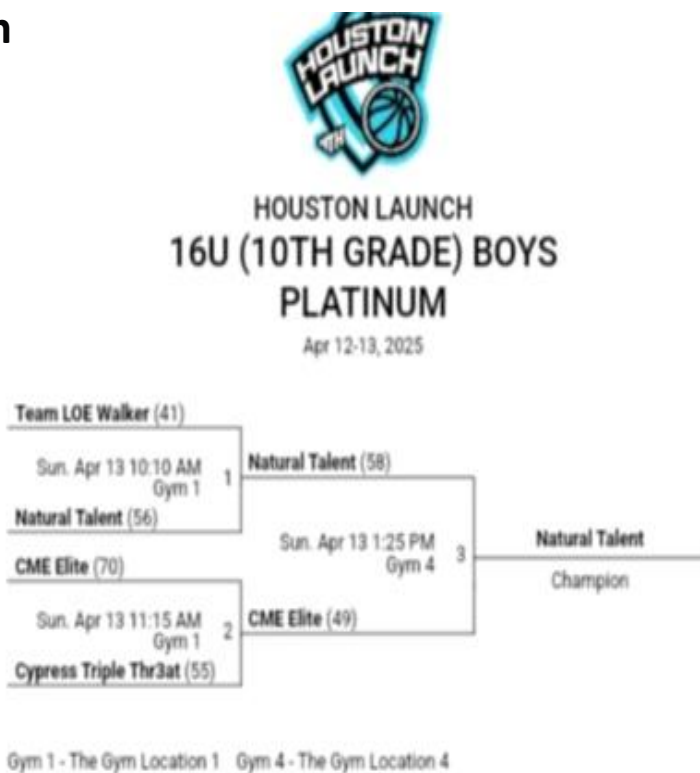 n
HOUSTON
LAUNCH
TH
HOUSTON LAUNCH
16U (10TH GRADE) BOYS
PLATINUM
Apr 12-13, 2025
Team LOE Walker (41)
Sun. Apr 13 10:10 AM
Gym 1
1
Natural Talent (56)
Natural Talent (58)
CME Elite (70)
Sun. Apr 13 11:15 AM
Gym 1
2
Cypress Triple Thr3at (55)
CME Elite (49)
Sun. Apr 13 1:25 PM
Gym 4
3
Natural Talent
Champion
Gym 1 - The Gym Location 1 Gym 4 - The Gym Location 4